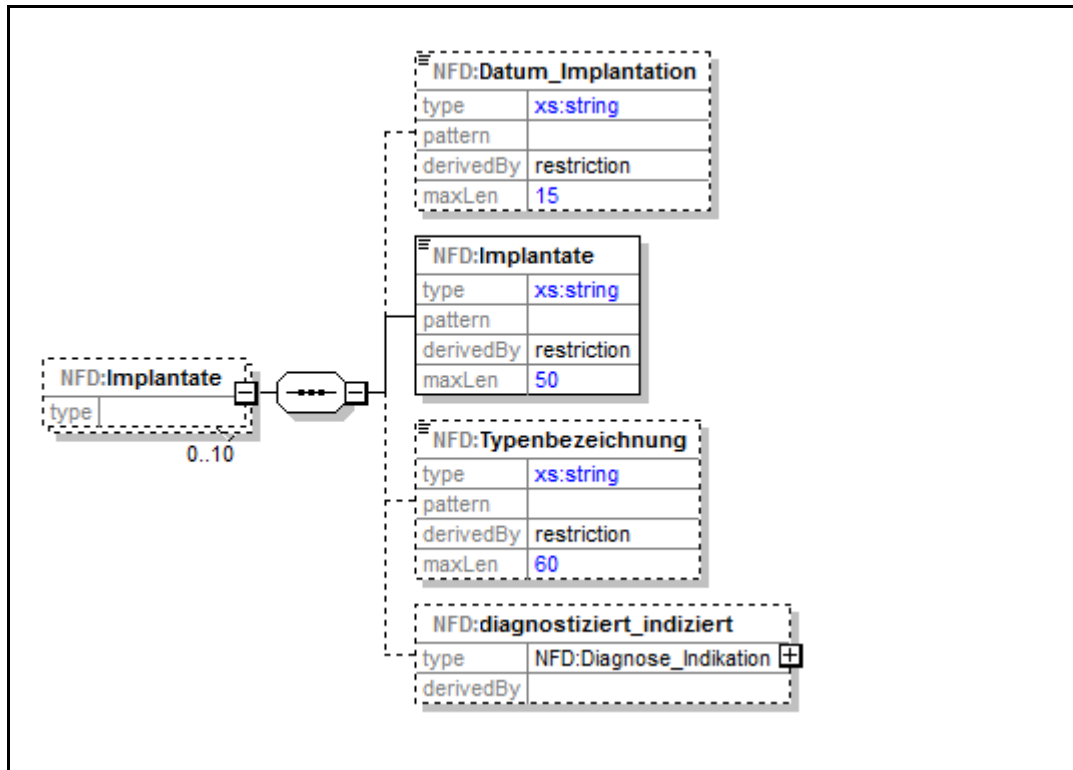 NFD:Datum_Implantation
type xs:string
pattern
derivedBy restriction
maxLen 15
NFD:Implantate
type xs:string
pattern
derivedBy restriction
maxLen 50
NFD:Implantate
type
0..10
NFD:Typenbezeichnung
type xs:string
pattern
derivedBy restriction
maxLen 60
NFD:diagnostiziert_indiziert
type NFD:Diagnose_Indikation
derivedBy